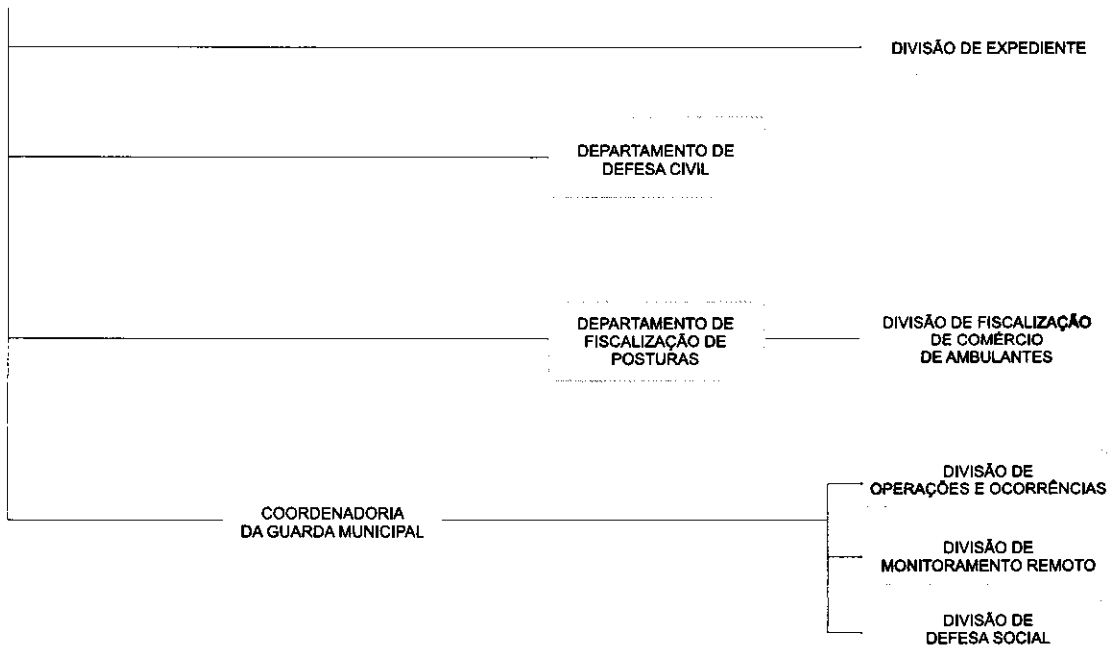 DIVISÃO DE EXPEDIENTE
DEPARTAMENTO DE
DEFESA CIVIL
DEPARTAMENTO DE
FISCALIZAÇÃO DE
POSTURAS
DIVISÃO DE FISCALIZAÇÃO
DE COMÉRCIO
DE AMBULANTES
COORDENADORIA
DA GUARDA MUNICIPAL
DIVISÃO DE
OPERAÇÕES E OCORRÊNCIAS
DIVISÃO DE
MONITORAMENTO REMOTO
DIVISÃO DE
DEFESA SOCIAL